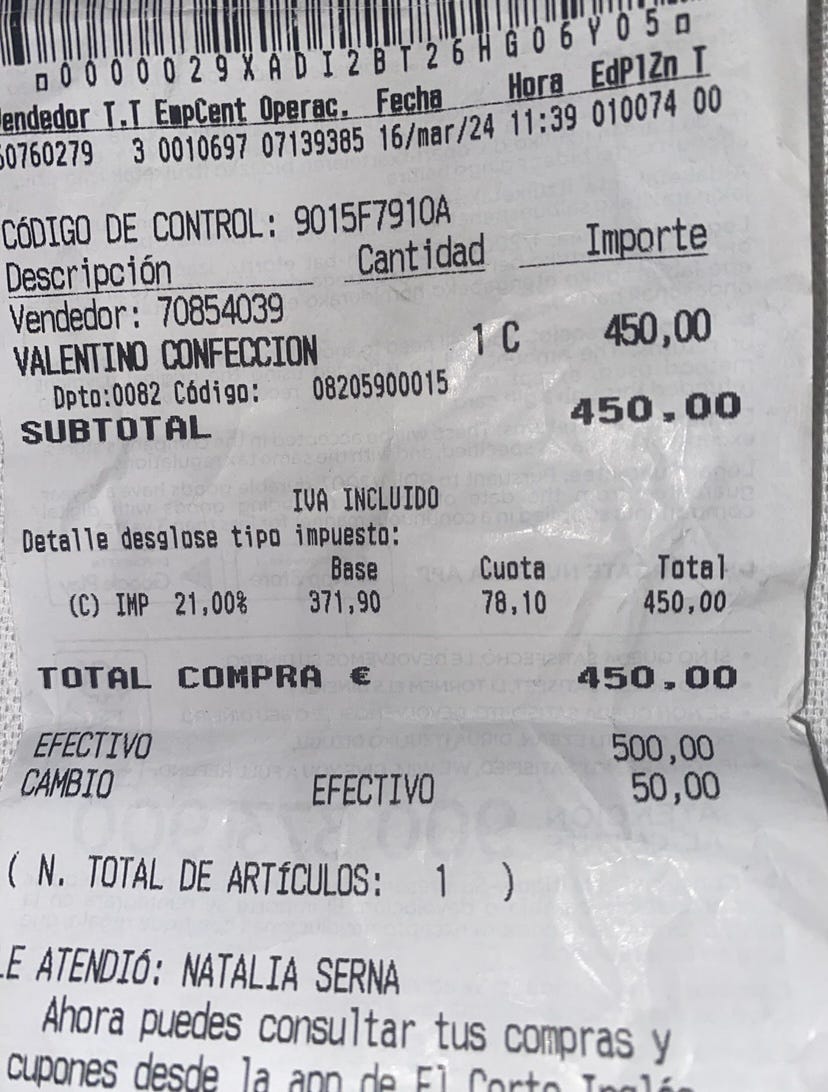 0000029XADI2BT26HG06Y05
endedor T.T EmpCent Operac. Fecha Hora EdPlZn T
60760279 3 0010697 07139385 16/mar/24 11:39 010074 00
CóDIGO DE CONTROL: 9015F7910A
Descripción Cantidad Importe
Vendedor: 70854039
VALENTINO CONFECCION 1 C 450,00
Dpto:0082 Código: 08205900015
SUBTOTAL 450.00
IVA INCLUIDO
Detalle desglose tipo impuesto:
Base Cuota Total
(C) IMP 21,00% 371,90 78,10 450,00
TOTAL COMPRA € 450.00
EFECTIVO 500,00
CAMBIO EFECTIVO 50,00
( N. TOTAL DE ARTíCULOS: 1 )
LE ATENDIÓ: NATALIA SERNA
Ahora puedes consultar tus compras y
cupones desde la app de El Corte Inglé